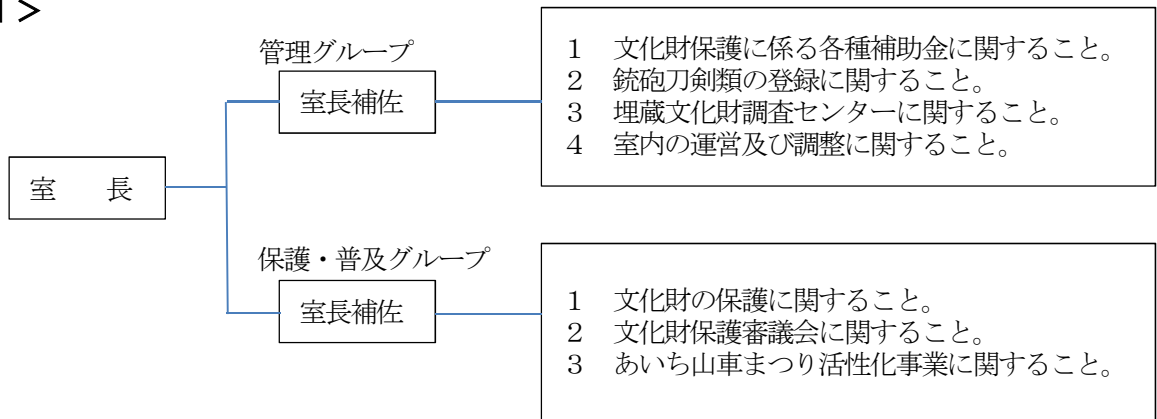 >
管理グループ
室長補佐
1 文化財保護に係る各種補助金に関すること。
2 銃砲刀剣類の登録に関すること。
3 埋蔵文化財調査センターに関すること。
4 室内の運営及び調整に関すること。
室　長
保護・普及グループ
室長補佐
1 文化財の保護に関すること。
2 文化財保護審議会に関すること。
3 あいち山車まつり活性化事業に関すること。